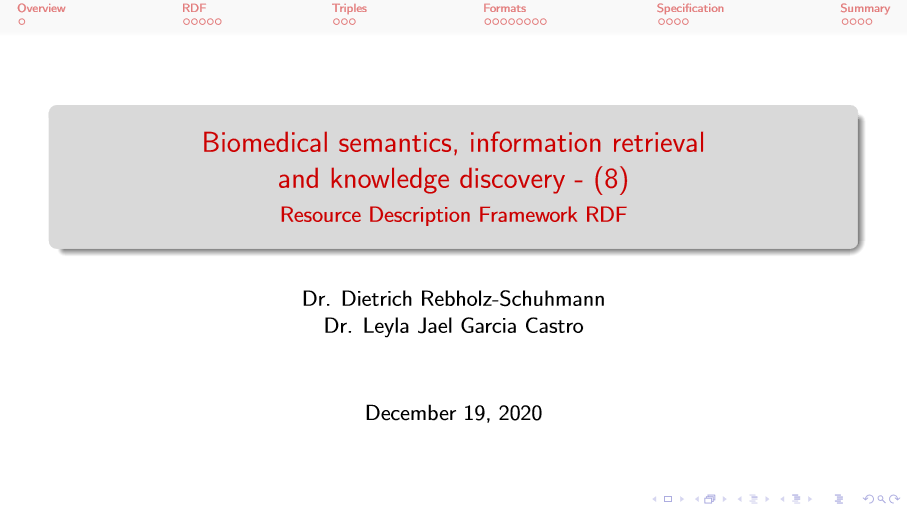 Overview RDF Triples Formats Specification Summary
Biomedical semantics, information retrieval
and knowledge discovery - (8)
Resource Description Framework RDF
Dr. Dietrich Rebholz-Schuhmann
Dr. Leyla Jael Garcia Castro
December 19, 2020